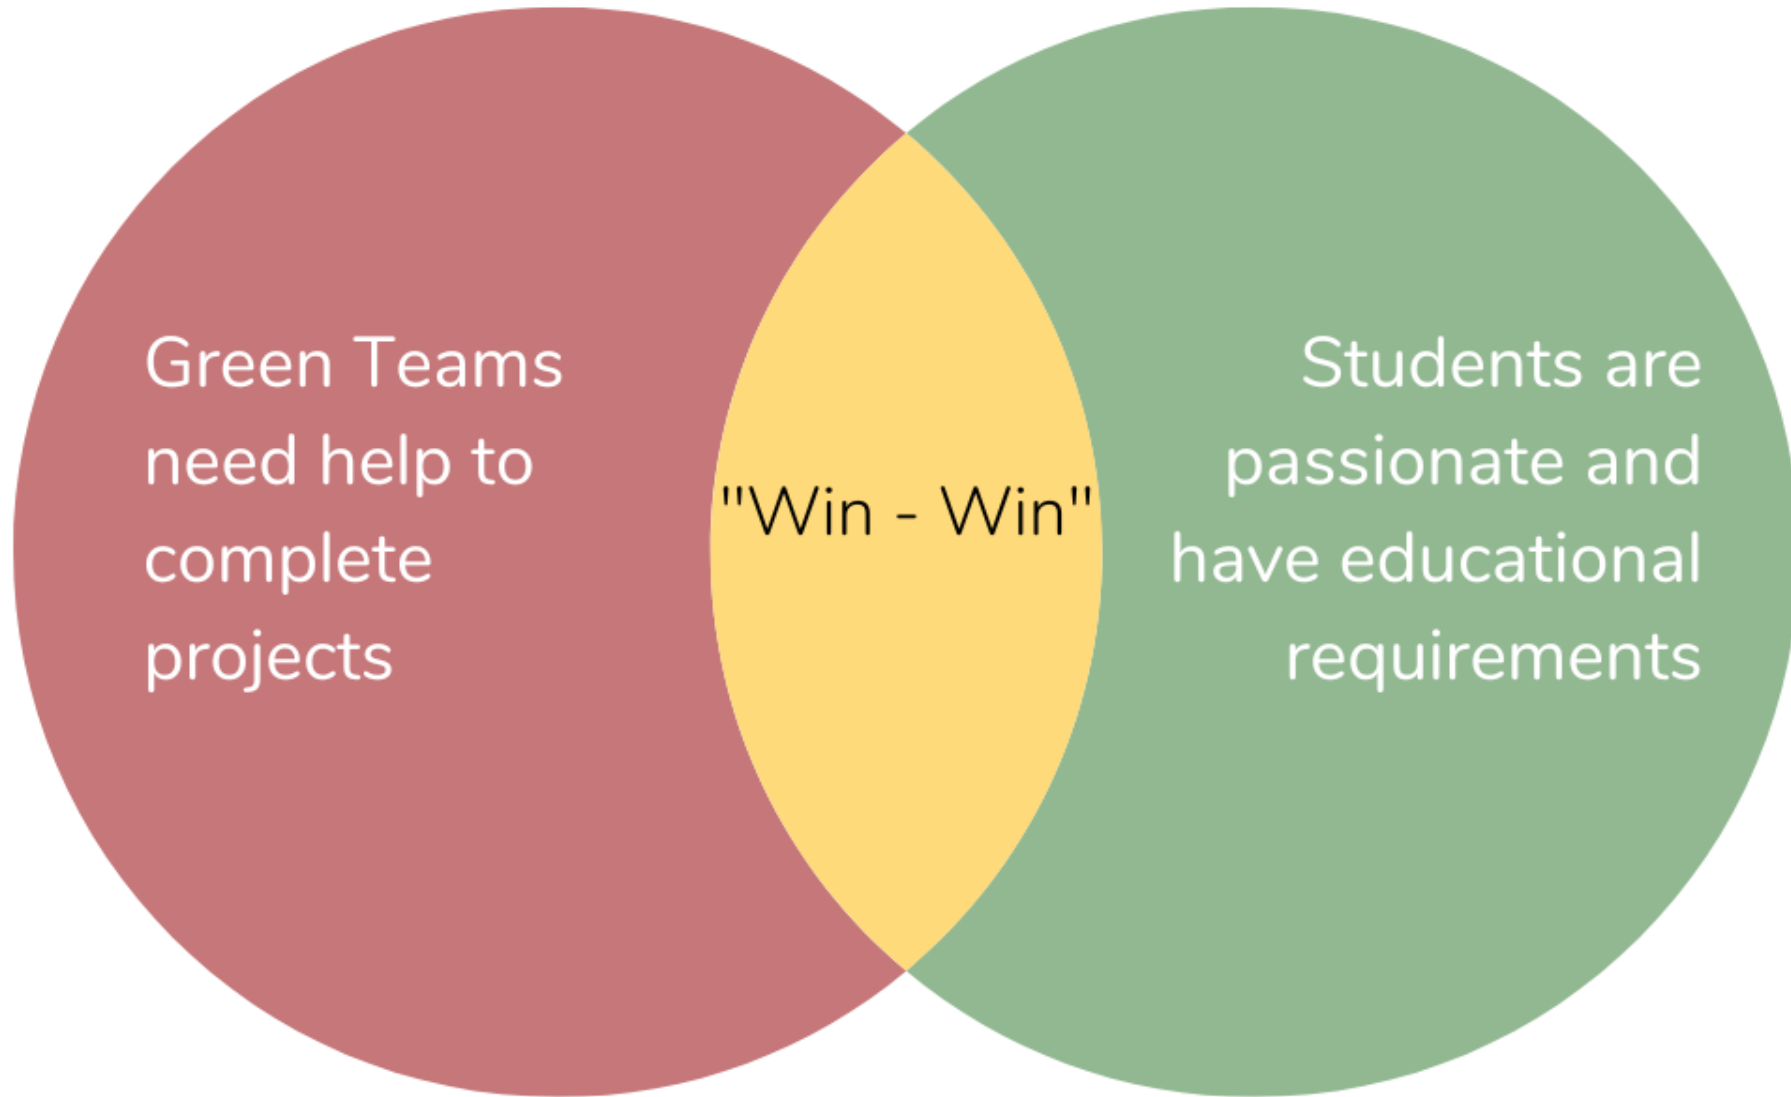 Green Teams
need help to
complete
projects
"Win - Win"
Students are
passionate and
have educational
requirements